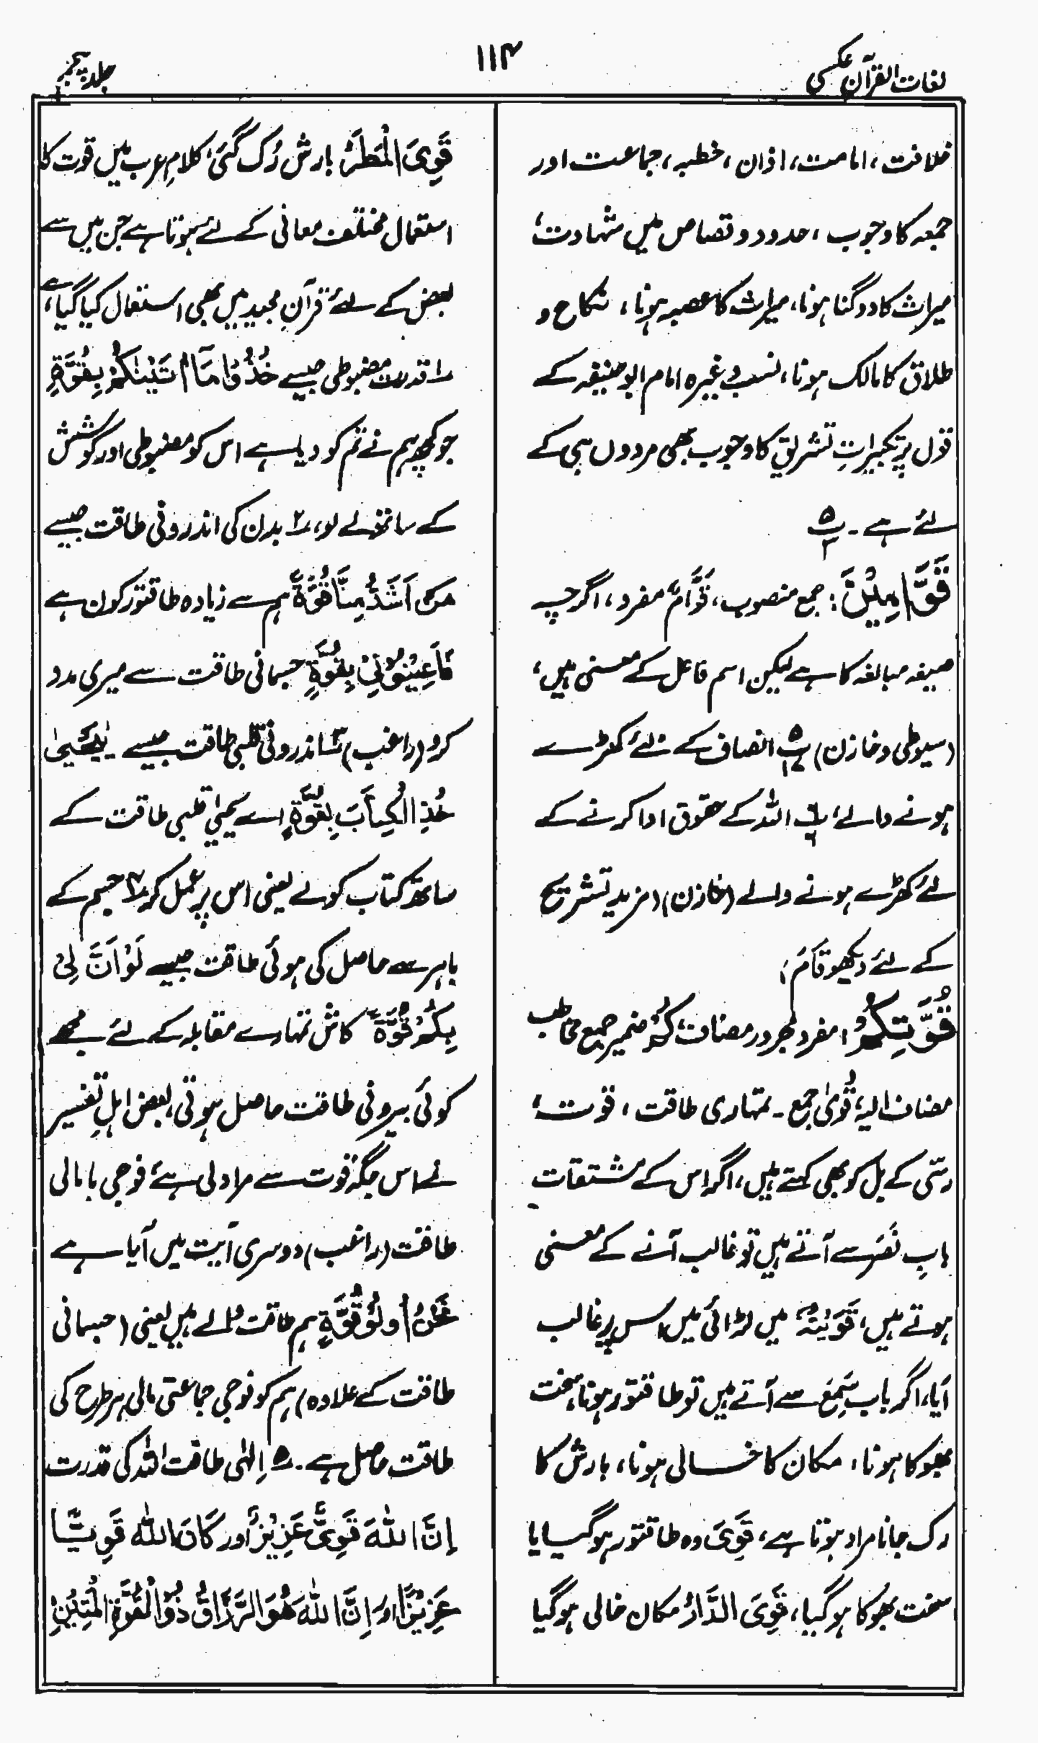 لغات القرآن عکسی
۱۱۴
جلد پنجم
خلافت، امامت، اذان، خطبہ، جماعت اور
جمعہ کا وجوب، حدود و قصاص میں شہادت،
میراث کا دوگنا ہونا، میراث کا عصبہ ہونا، نکاح و
طلاق کا مالک ہونا، نسب وغیرہ امام ابوحنیفہ کے
قول پر تکبیراتِ تشریق کا وجوب بھی مردوں ہی کے
لئے ہے۔ پ
قَوَّامِیْنَ: جمع منصوب، قَوَّامٌ مفرد، اگرچہ
صیغہ مبالغہ کا ہے لیکن اسم فاعل کے معنی ہیں،
(سیوطی و خازن) پ انصاف کے لئے کھڑے
ہونے والے، پ اللہ کے حقوق ادا کرنے کے
لئے کھڑے ہونے والے (خازن) (مزید تشریح
کے لئے دیکھو قَامَ)
قُوَّتِکُمْ: مفرد مجرور مضاف، کُمْ ضمیر جمع مخاطب
مضاف الیہ، قُویٰ جمع۔ تمہاری طاقت، قوت،
رسّی کے بل کو بھی کہتے ہیں، اگر اس کے مشتقات
بابِ نَصَرَ سے آتے ہیں تو غالب آنے کے معنی
ہوتے ہیں، قَوَیْتُہٗ میں لڑائی میں اس پر غالب
آیا، اگر باب سَمِعَ سے آتے ہیں تو طاقتور ہونا، سخت
بھوکا ہونا، مکان کا خالی ہونا، بارش کا
رک جانا مراد ہوتا ہے، قَوِیَ وہ طاقتور ہوگیا یا
سخت بھوکا ہوگیا، قَوِیَ الدَّارُ مکان خالی ہوگیا
قَوِیَ الْمَطَرُ بارش رُک گئی، کلامِ عرب میں قوت کا
استعمال مختلف معانی کے لئے ہوتا ہے جن میں سے
بعض کے لئے قرآن مجید میں بھی استعمال کیا گیا ہے،
۱ قدرت مضبوطی جیسے خُذُوْا مَآ اٰتَیْنٰکُمْ بِقُوَّةٍ
جو کچھ ہم نے تم کو دیا ہے اس کو مضبوطی اور کوشش
کے ساتھ لے لو، ۲ بدن کی اندرونی طاقت جیسے
مَنْ اَشَدُّ مِنَّا قُوَّةً ہم سے زیادہ طاقتور کون ہے
فَاَعِیْنُوْنِیْ بِقُوَّةٍ جسمانی طاقت سے میری مدد
کرو (راغب) ۳ اندرونی قلبی طاقت جیسے یٰیَحْییٰ
خُذِ الْکِتٰبَ بِقُوَّةٍ اے یحییٰ قلبی طاقت کے
ساتھ کتاب کو لے یعنی اس پر عمل کر ۴ جسم کے
باہر سے حاصل کی ہوئی طاقت جیسے لَوْ اَنَّ لِیْ
بِکُمْ قُوَّةً کاش تمہارے مقابلہ کے لئے مجھے
کوئی بیرونی طاقت حاصل ہوتی، بعض اہلِ تفسیر
نے اس جگہ قوت سے مراد لی ہے فوجی یا مالی
طاقت (راغب) دوسری آیت میں آیا ہے
نَحْنُ اُولُوْ قُوَّةٍ ہم طاقت والے ہیں یعنی (جسمانی
طاقت کے علاوہ) ہم کو فوجی جماعتی مالی ہر طرح کی
طاقت حاصل ہے۔ ۵ الٰہی طاقت اللہ کی قدرت
اِنَّ اللّٰہَ قَوِیٌّ عَزِیْزٌ اور کَانَ اللّٰہُ قَوِیًّا
عَزِیْزًا اور اِنَّ اللّٰہَ ھُوَ الرَّزَّاقُ ذُو الْقُوَّةِ الْمَتِیْنُ